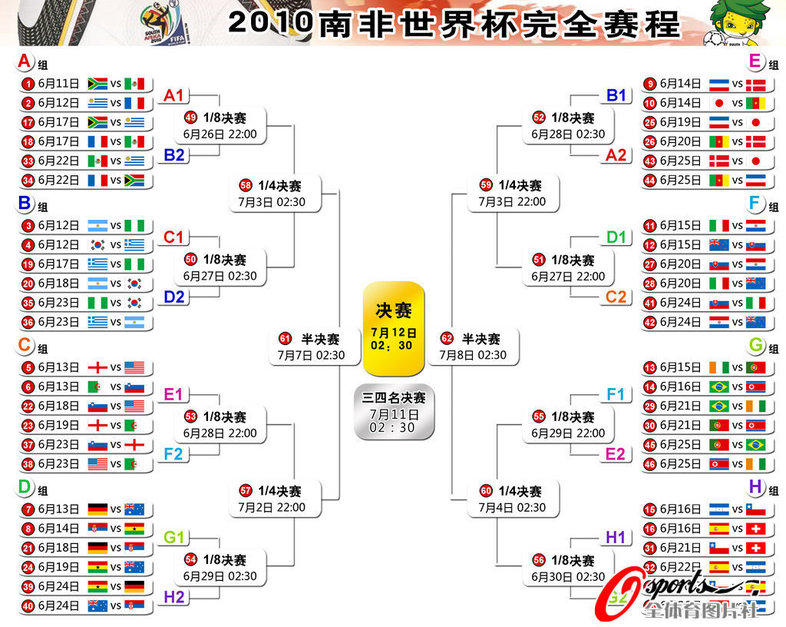 2010南非世界杯完全赛程
SOUTH AFRICA
FIFA
A 组
1 6月11日 VS
2 6月12日 VS
17 6月17日 VS
18 6月17日 VS
33 6月22日 VS
34 6月22日 VS
B 组
3 6月12日 VS
4 6月12日 VS
19 6月17日 VS
20 6月18日 VS
35 6月23日 VS
36 6月23日 VS
C 组
5 6月13日 VS
6 6月13日 VS
22 6月18日 VS
23 6月19日 VS
37 6月23日 VS
38 6月23日 VS
D 组
7 6月13日 VS
8 6月14日 VS
21 6月18日 VS
24 6月19日 VS
39 6月24日 VS
40 6月24日 VS
A1
49 1/8决赛
6月26日 22:00
B2
58 1/4决赛
7月3日 02:30
C1
50 1/8决赛
6月27日 02:30
D2
61 半决赛
7月7日 02:30
E1
53 1/8决赛
6月28日 22:00
F2
57 1/4决赛
7月2日 22:00
G1
54 1/8决赛
6月29日 02:30
H2
决赛
7月12日
02：30
三四名决赛
7月11日
02：30
B1
52 1/8决赛
6月28日 02:30
A2
59 1/4决赛
7月3日 22:00
D1
51 1/8决赛
6月27日 22:00
C2
62 半决赛
7月8日 02:30
F1
55 1/8决赛
6月29日 22:00
E2
60 1/4决赛
7月4日 02:30
H1
56 1/8决赛
6月30日 02:30
G2
E 组
9 6月14日 VS
10 6月14日 VS
25 6月19日 VS
26 6月20日 VS
43 6月25日 VS
44 6月25日 VS
F 组
11 6月15日 VS
12 6月15日 VS
27 6月20日 VS
28 6月20日 VS
41 6月24日 VS
42 6月24日 VS
G 组
13 6月15日 VS
14 6月16日 VS
29 6月21日 VS
30 6月21日 VS
45 6月25日 VS
46 6月25日 VS
H 组
15 6月16日 VS
16 6月16日 VS
31 6月21日 VS
32 6月22日 VS
Osports
全体育图片社